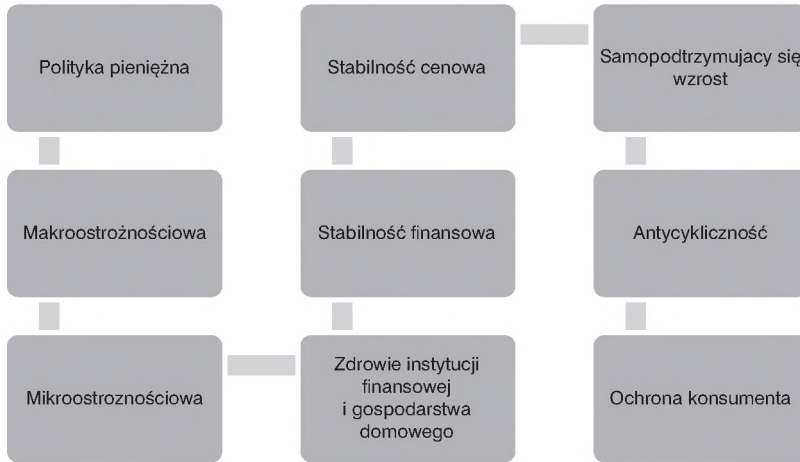 Polityka pieniężna
Makroostrożnościowa
Mikroostroznościowa
Zdrowie instytucji
finansowej
i gospodarstwa
domowego
Stabilność finansowa
Stabilność cenowa
Samopodtrzymujacy się
wzrost
Antycykliczność
Ochrona konsumenta